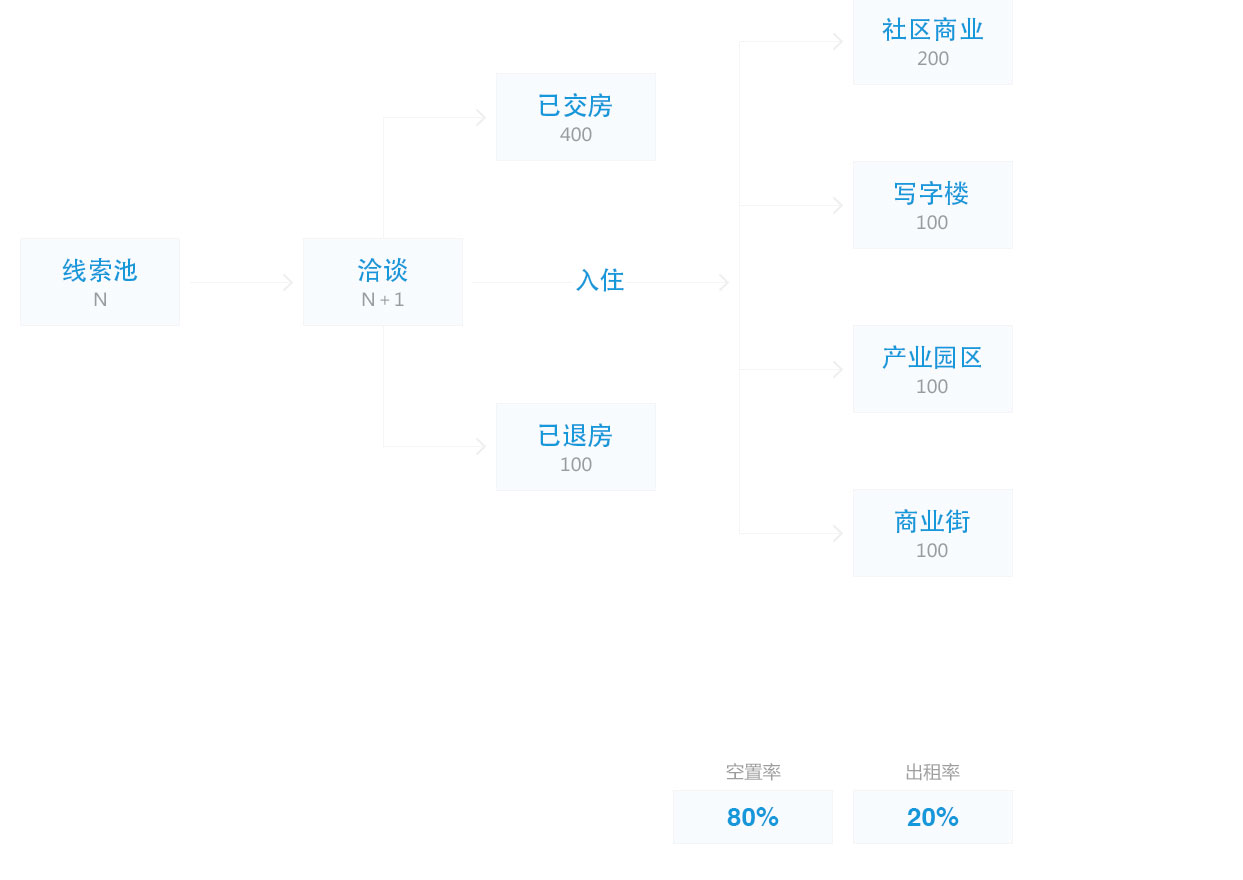 社区商业
200
已交房
400
写字楼
100
线索池
N
洽谈
N + 1
入住
产业园区
100
已退房
100
商业街
100
空置率
出租率
80%
20%